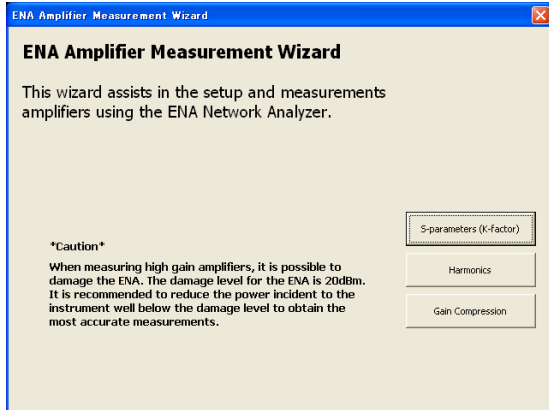 ENA Amplifier Measurement Wizard
ENA Amplifier Measurement Wizard
This wizard assists in the setup and measurements
amplifiers using the ENA Network Analyzer.
S-parameters (K-factor)
*Caution*
Harmonics
When measuring high gain amplifiers, it is possible to
damage the ENA. The damage level for the ENA is 20dBm.
It is recommended to reduce the power incident to the
instrument well below the damage level to obtain the
most accurate measurements.
Gain Compression